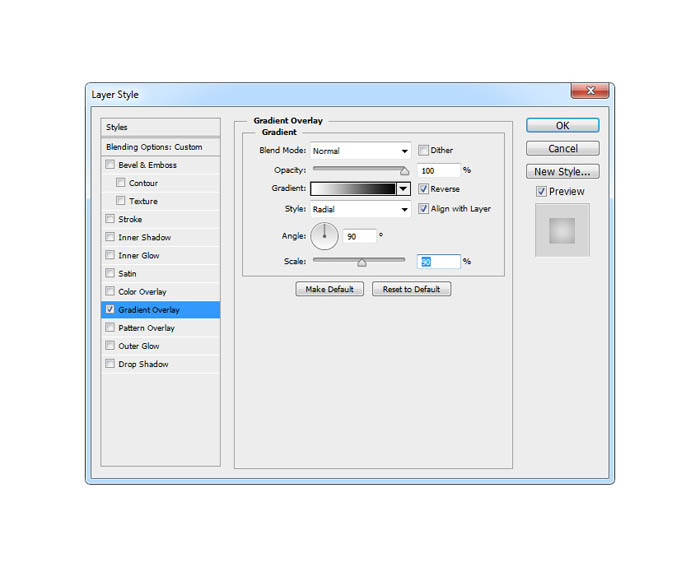 Layer Style
Styles
Blending Options: Custom
Bevel & Emboss
Contour
Texture
Stroke
Inner Shadow
Inner Glow
Satin
Color Overlay
Gradient Overlay
Pattern Overlay
Outer Glow
Drop Shadow
Gradient Overlay
Gradient
Blend Mode: Normal Dither
Opacity: 100 %
Gradient: Reverse
Style: Radial Align with Layer
Angle: 90 °
Scale: 90 %
Make Default Reset to Default
OK
Cancel
New Style...
Preview